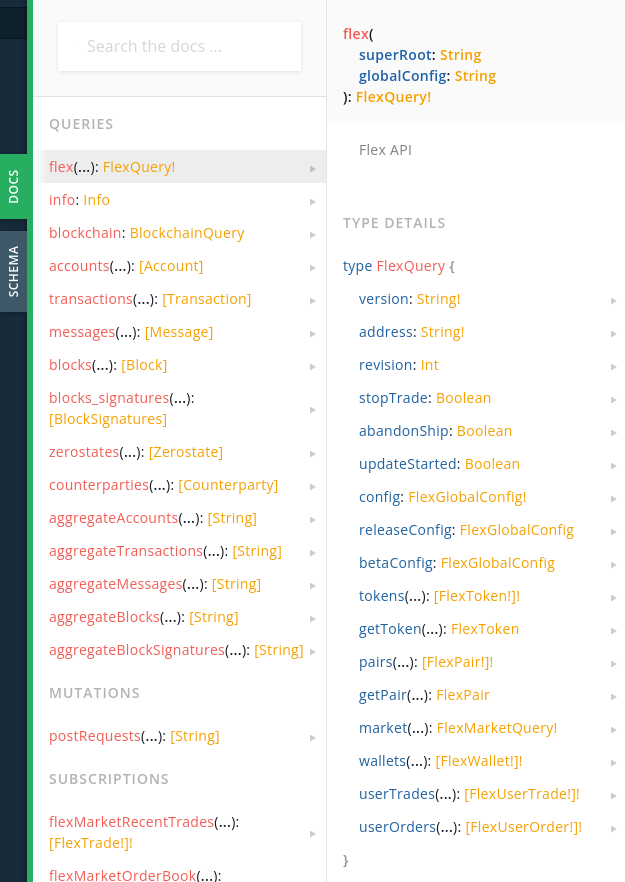 DOCS
SCHEMA
Search the docs ...
QUERIES
flex(...): FlexQuery!
info: Info
blockchain: BlockchainQuery
accounts(...): [Account]
transactions(...): [Transaction]
messages(...): [Message]
blocks(...): [Block]
blocks_signatures(...):
[BlockSignatures]
zerostates(...): [Zerostate]
counterparties(...): [Counterparty]
aggregateAccounts(...): [String]
aggregateTransactions(...): [String]
aggregateMessages(...): [String]
aggregateBlocks(...): [String]
aggregateBlockSignatures(...): [String]
MUTATIONS
postRequests(...): [String]
SUBSCRIPTIONS
flexMarketRecentTrades(...):
[FlexTrade!]!
flexMarketOrderBook(...):
flex(
superRoot: String
globalConfig: String
): FlexQuery!
Flex API
TYPE DETAILS
type FlexQuery {
version: String!
address: String!
revision: Int
stopTrade: Boolean
abandonShip: Boolean
updateStarted: Boolean
config: FlexGlobalConfig!
releaseConfig: FlexGlobalConfig
betaConfig: FlexGlobalConfig
tokens(...): [FlexToken!]!
getToken(...): FlexToken
pairs(...): [FlexPair!]!
getPair(...): FlexPair
market(...): FlexMarketQuery!
wallets(...): [FlexWallet!]!
userTrades(...): [FlexUserTrade!]!
userOrders(...): [FlexUserOrder!]!
}